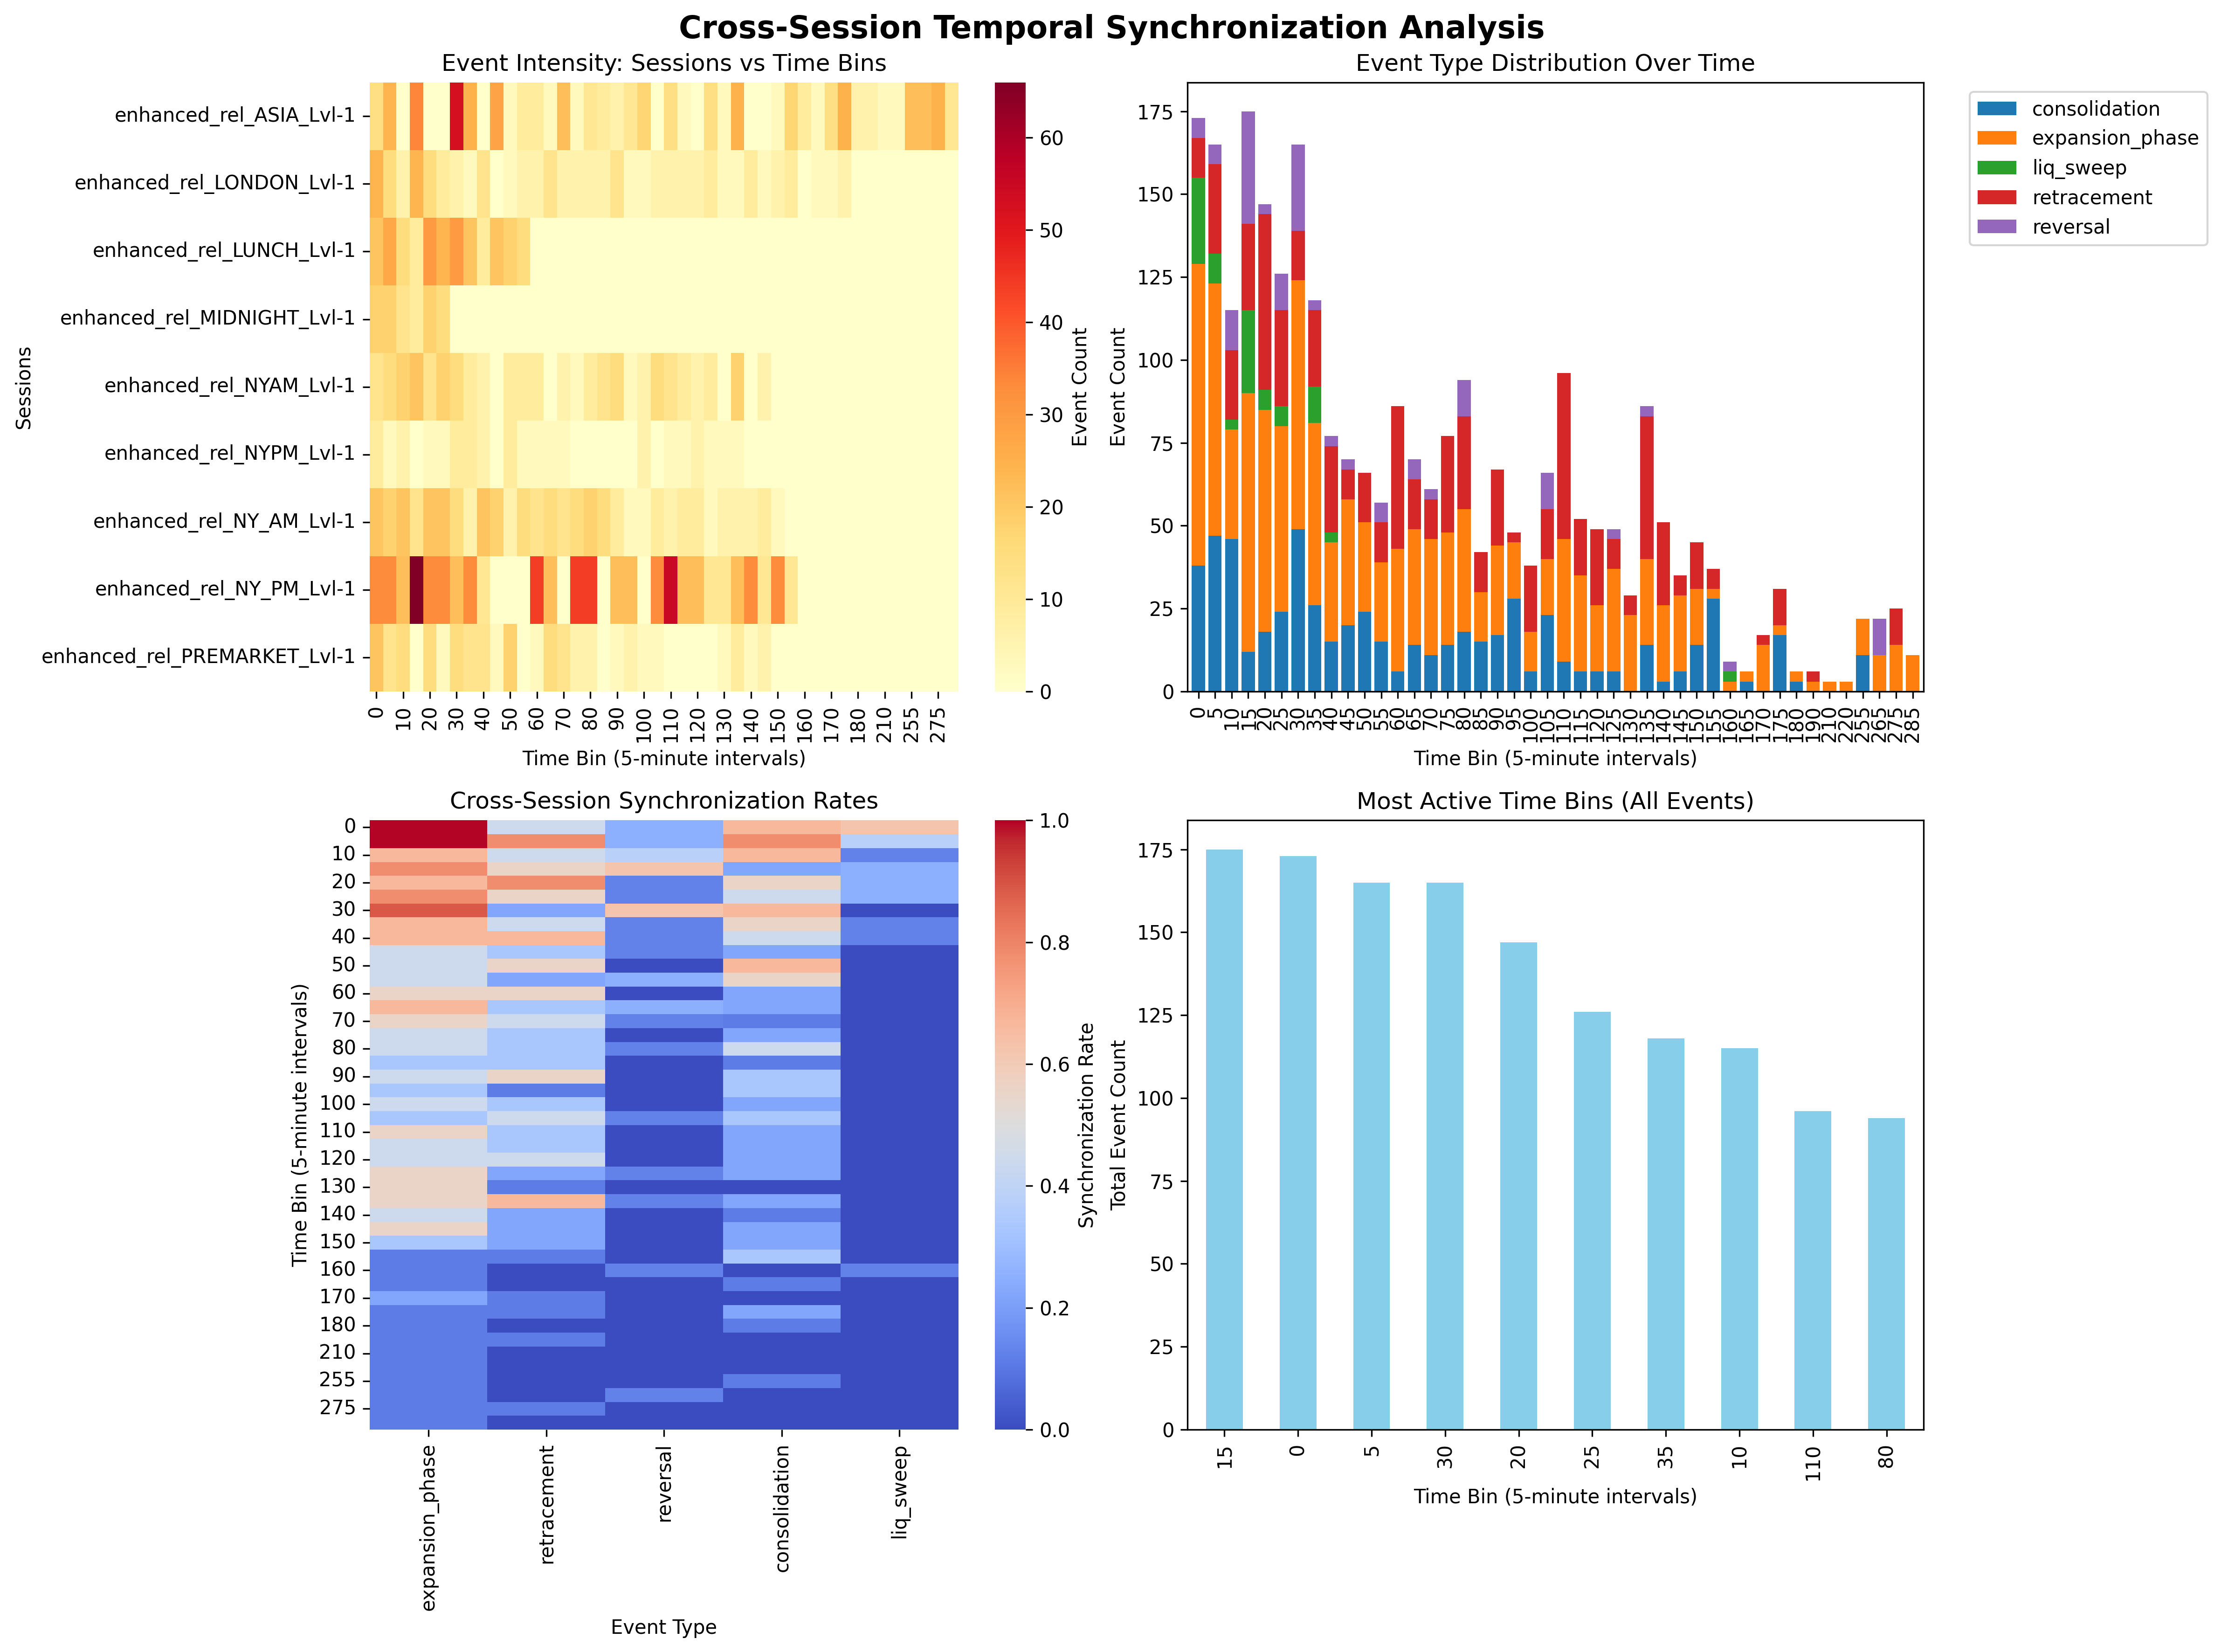 Cross-Session Temporal Synchronization Analysis
Event Intensity: Sessions vs Time Bins
Sessions
enhanced_rel_ASIA_Lvl-1
enhanced_rel_LONDON_Lvl-1
enhanced_rel_LUNCH_Lvl-1
enhanced_rel_MIDNIGHT_Lvl-1
enhanced_rel_NYAM_Lvl-1
enhanced_rel_NYPM_Lvl-1
enhanced_rel_NY_AM_Lvl-1
enhanced_rel_NY_PM_Lvl-1
enhanced_rel_PREMARKET_Lvl-1
0 10 20 30 40 50 60 70 80 90 100 110 120 130 140 150 160 170 180 210 255 275
Time Bin (5-minute intervals)
60
50
40
30
20
10
0
Event Count
Event Type Distribution Over Time
Event Count
175
150
125
100
75
50
25
0
0 5 10 15 20 25 30 35 40 45 50 55 60 65 70 75 80 85 90 95 100 105 110 115 120 125 130 135 140 145 150 155 160 165 170 175 180 190 210 220 255 265 275 285
Time Bin (5-minute intervals)
consolidation
expansion_phase
liq_sweep
retracement
reversal
Cross-Session Synchronization Rates
Time Bin (5-minute intervals)
0
10
20
30
40
50
60
70
80
90
100
110
120
130
140
150
160
170
180
210
255
275
expansion_phase
retracement
reversal
consolidation
liq_sweep
Event Type
1.0
0.8
0.6
0.4
0.2
0.0
Synchronization Rate
Most Active Time Bins (All Events)
Total Event Count
175
150
125
100
75
50
25
0
15 0 5 30 20 25 35 10 110 80
Time Bin (5-minute intervals)